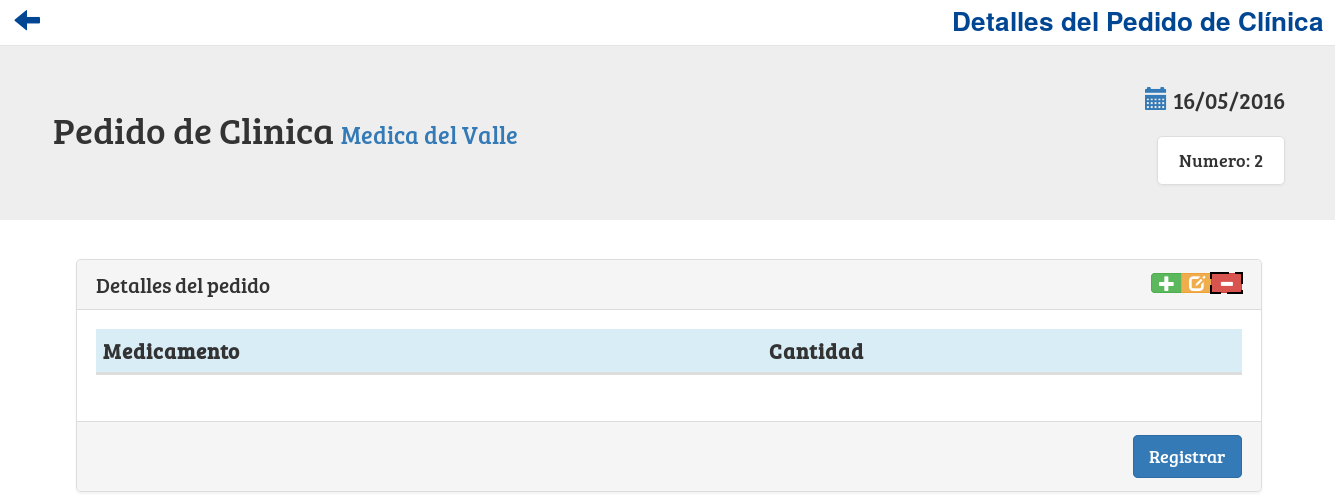 Detalles del Pedido de Clínica
16/05/2016
Pedido de Clinica Medica del Valle
Numero: 2
Detalles del pedido
Medicamento Cantidad
Registrar